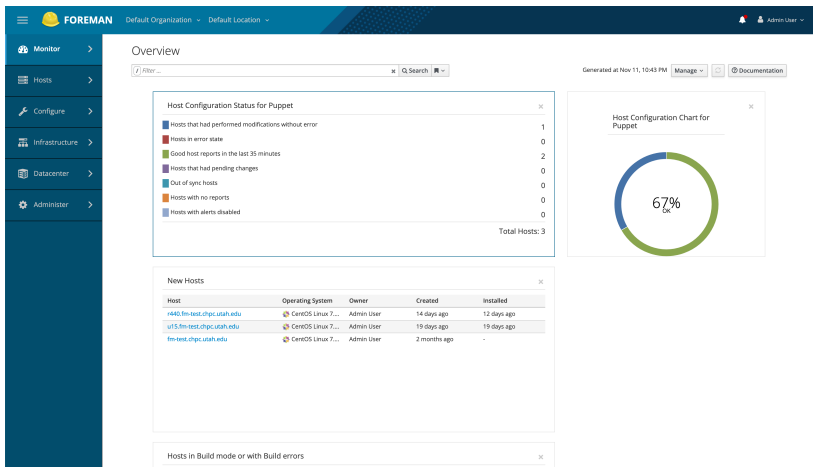 FOREMAN Default Organization Default Location Admin User
Monitor
Hosts
Configure
Infrastructure
Datacenter
Administer
Overview
/ Filter ... x Search Generated at Nov 11, 10:43 PM Manage Documentation
Host Configuration Status for Puppet
Hosts that had performed modifications without error 1
Hosts in error state 0
Good host reports in the last 35 minutes 2
Hosts that had pending changes 0
Out of sync hosts 0
Hosts with no reports 0
Hosts with alerts disabled 0
Total Hosts: 3
Host Configuration Chart for
Puppet
67%
OK
New Hosts
Host Operating System Owner Created Installed
r440.fm-test.chpc.utah.edu CentOS Linux 7.... Admin User 14 days ago 12 days ago
u15.fm-test.chpc.utah.edu CentOS Linux 7.... Admin User 19 days ago 19 days ago
fm-test.chpc.utah.edu CentOS Linux 7.... Admin User 2 months ago -
Hosts in Build mode or with Build errors